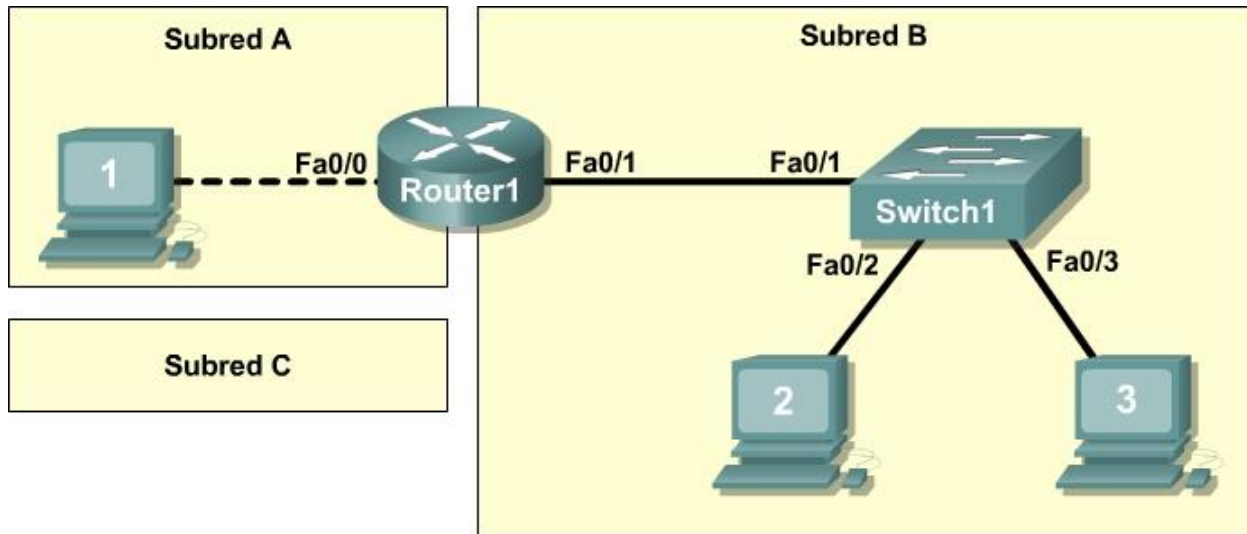 Subred A
Subred B
1
Fa0/0
Router1
Fa0/1
Fa0/1
Switch1
Fa0/2
Fa0/3
Subred C
2
3